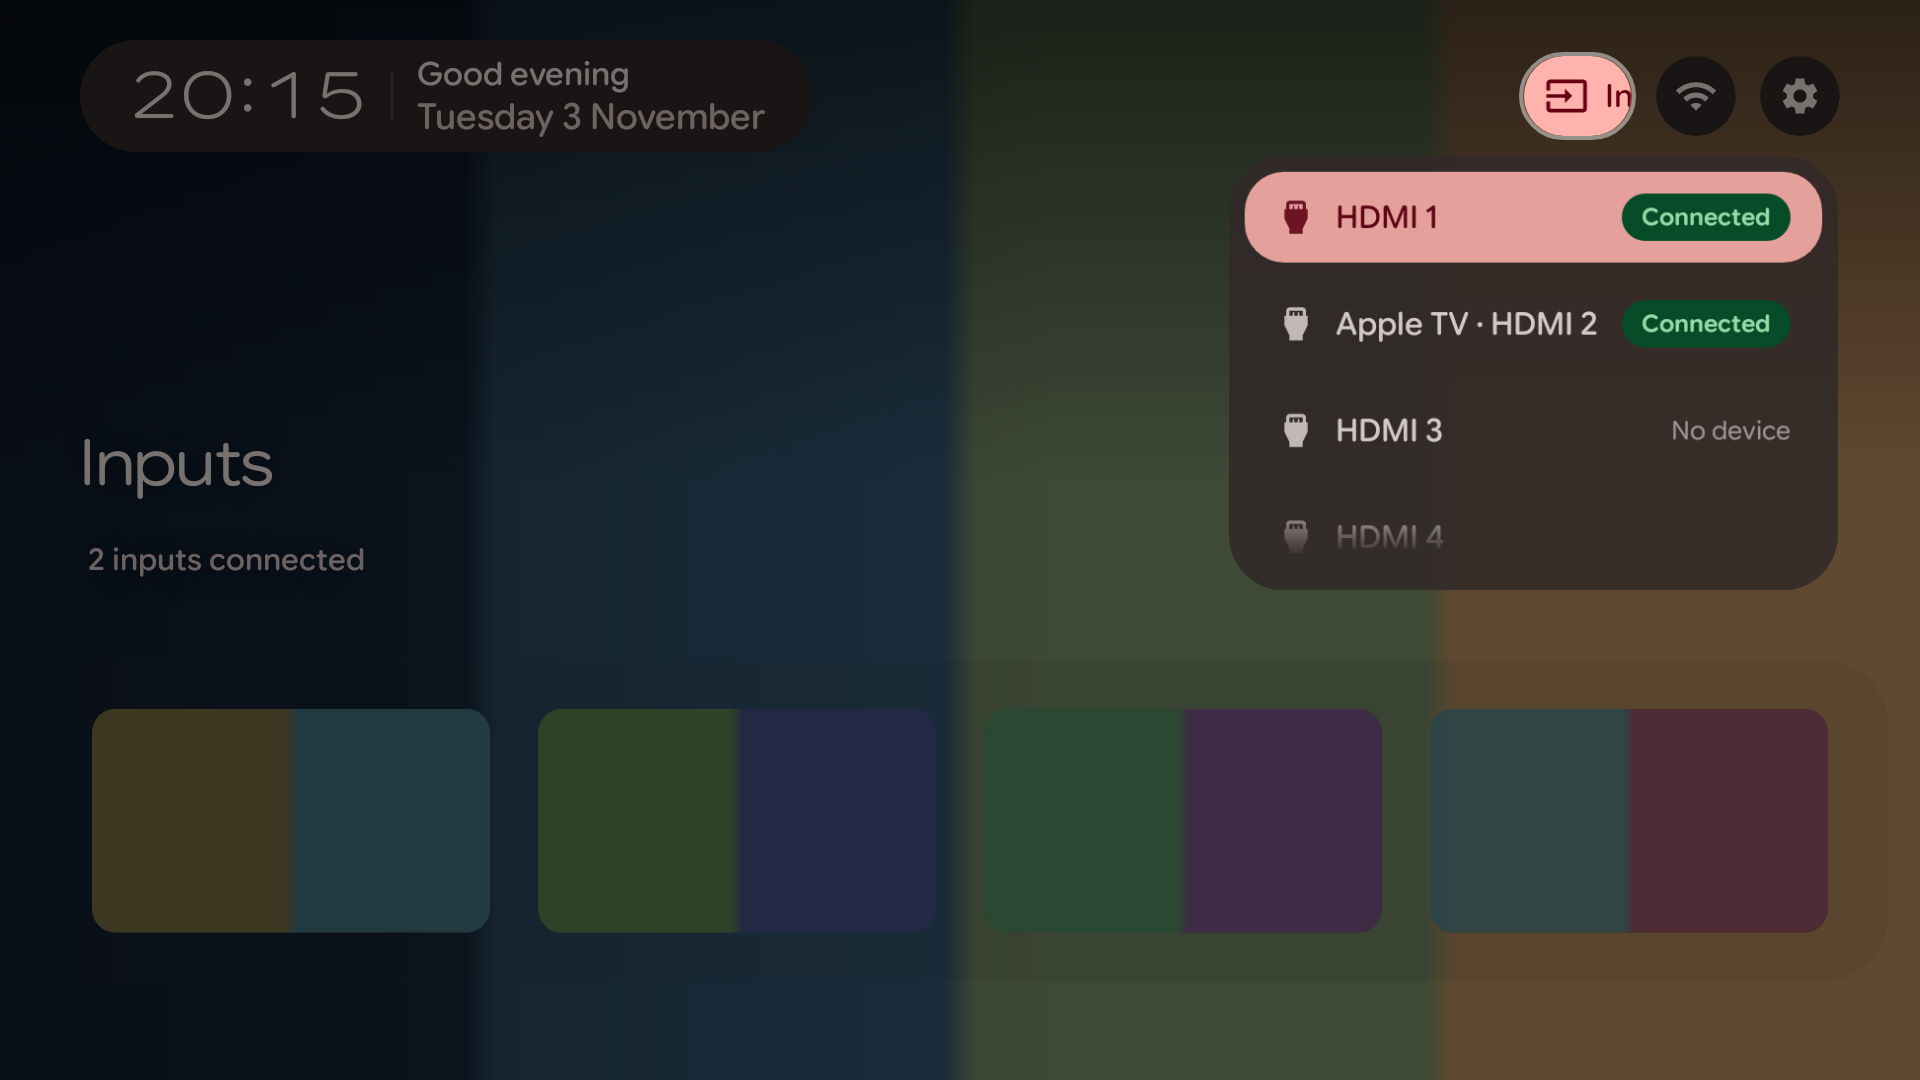 20:15
Good evening
Tuesday 3 November
In
HDMI 1
Connected
Apple TV · HDMI 2
Connected
HDMI 3
No device
HDMI 4
Inputs
2 inputs connected